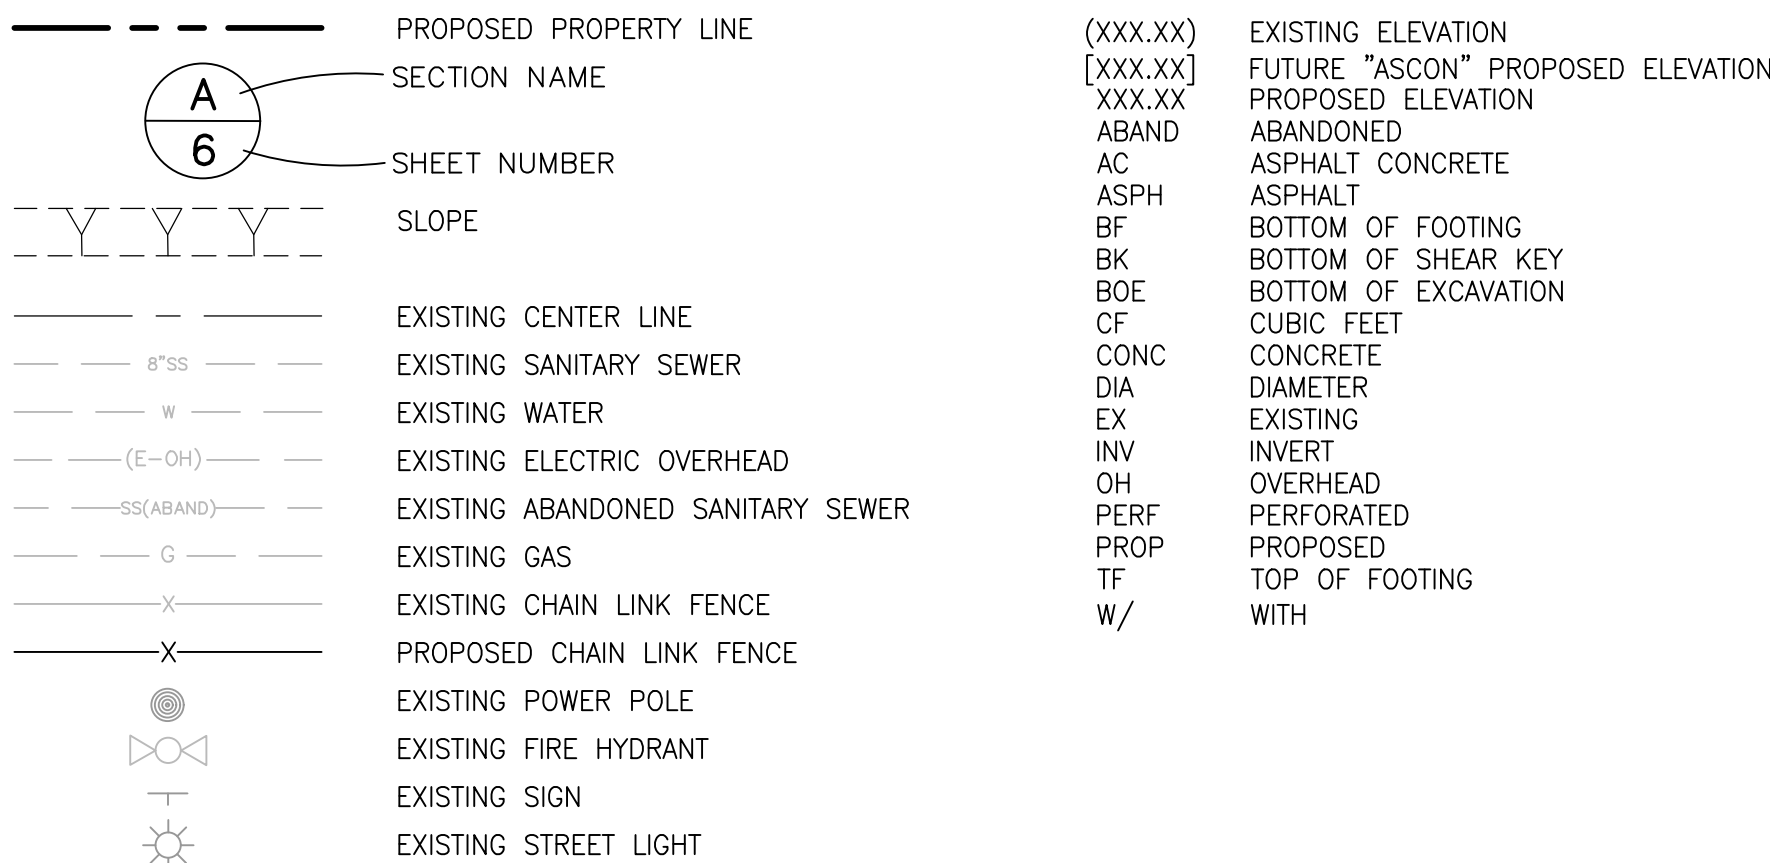 PROPOSED PROPERTY LINE
A
SECTION NAME
6
SHEET NUMBER
SLOPE
EXISTING CENTER LINE
8"SS EXISTING SANITARY SEWER
W EXISTING WATER
(E-OH) EXISTING ELECTRIC OVERHEAD
SS(ABAND) EXISTING ABANDONED SANITARY SEWER
G EXISTING GAS
X EXISTING CHAIN LINK FENCE
X PROPOSED CHAIN LINK FENCE
EXISTING POWER POLE
EXISTING FIRE HYDRANT
EXISTING SIGN
EXISTING STREET LIGHT
(XXX.XX) EXISTING ELEVATION
[XXX.XX] FUTURE "ASCON" PROPOSED ELEVATION
XXX.XX PROPOSED ELEVATION
ABAND ABANDONED
AC ASPHALT CONCRETE
ASPH ASPHALT
BF BOTTOM OF FOOTING
BK BOTTOM OF SHEAR KEY
BOE BOTTOM OF EXCAVATION
CF CUBIC FEET
CONC CONCRETE
DIA DIAMETER
EX EXISTING
INV INVERT
OH OVERHEAD
PERF PERFORATED
PROP PROPOSED
TF TOP OF FOOTING
W/ WITH